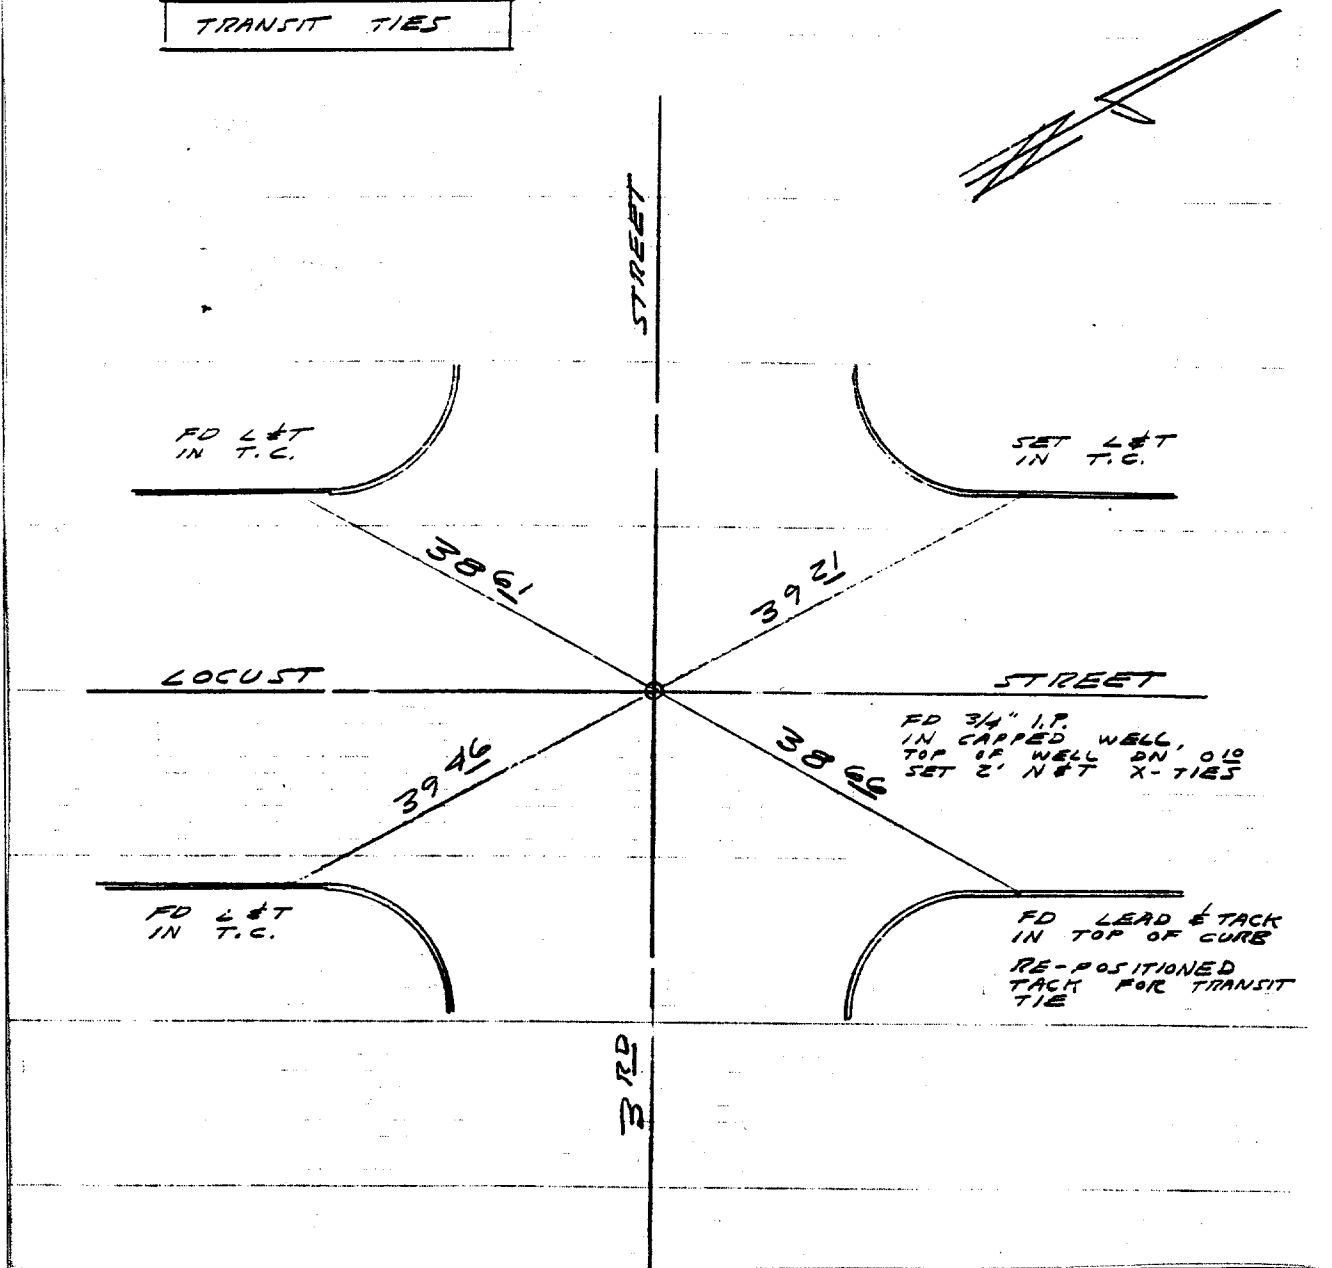 TRANSIT TIES
STREET
FD L & T
IN T.C.
SET L & T
IN T.C.
38 61
39 21
LOCUST
STREET
FD 3/4" I.P.
IN CAPPED WELL,
TOP OF WELL DN 0 10
SET 2' N & T X-TIES
39 46
38 66
FD L & T
IN T.C.
FD LEAD & TACK
IN TOP OF CURB
RE-POSITIONED
TACK FOR TRANSIT
TIE
3 RD
N